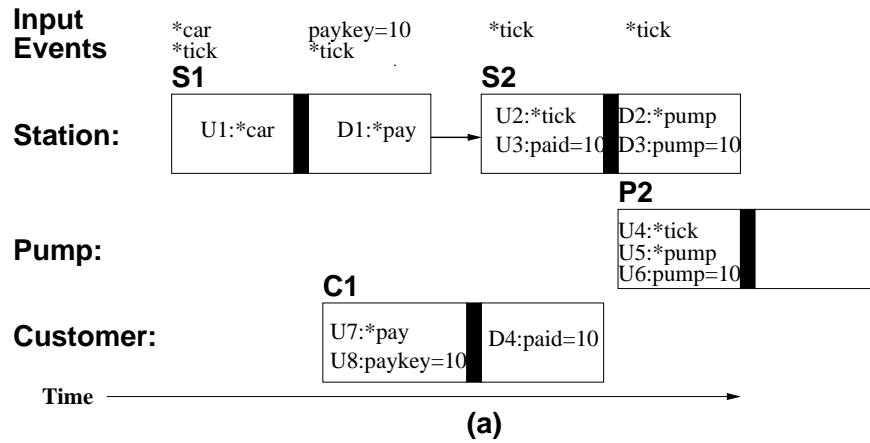 Input Events
*car paykey=10 *tick *tick
*tick *tick
S1 S2
Station:
U1:*car D1:*pay U2:*tick D2:*pump
U3:paid=10 D3:pump=10
P2
Pump:
U4:*tick
U5:*pump
U6:pump=10
C1
Customer:
U7:*pay D4:paid=10
U8:paykey=10
Time
(a)